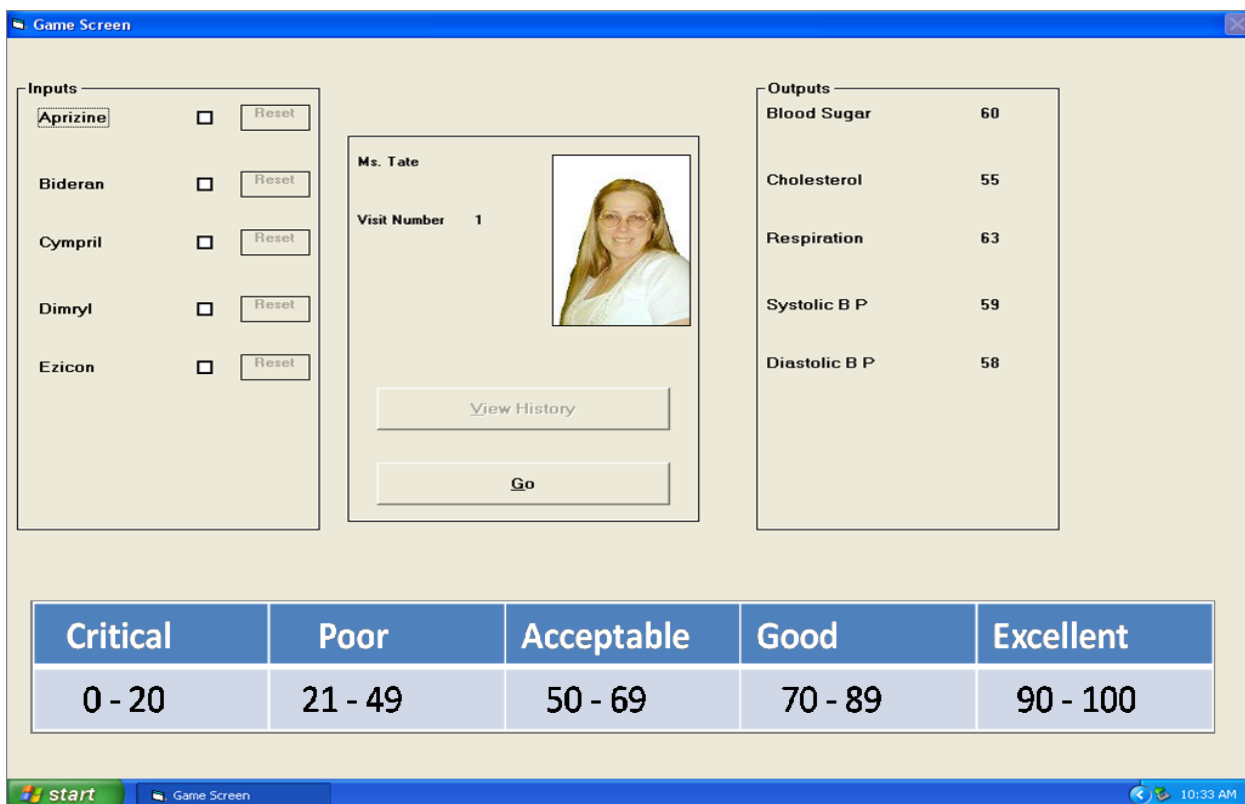 Game Screen
Inputs
Aprizine Reset
Bideran Reset
Cympril Reset
Dimryl Reset
Ezicon Reset
Ms. Tate
Visit Number 1
View History
Go
Outputs
Blood Sugar 60
Cholesterol 55
Respiration 63
Systolic B P 59
Diastolic B P 58
Critical Poor Acceptable Good Excellent
0 - 20 21 - 49 50 - 69 70 - 89 90 - 100
start Game Screen 10:33 AM